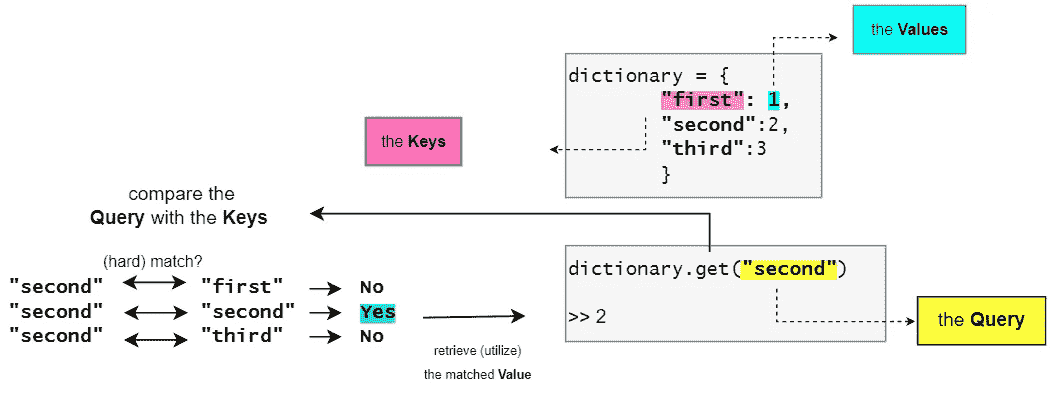 the Values
dictionary = {
"first": 1,
"second":2,
"third":3
}
the Keys
compare the
Query with the Keys
(hard) match?
"second" "first" No
"second" "second" Yes
"second" "third" No
retrieve (utilize)
the matched Value
dictionary.get("second")
>> 2
the Query